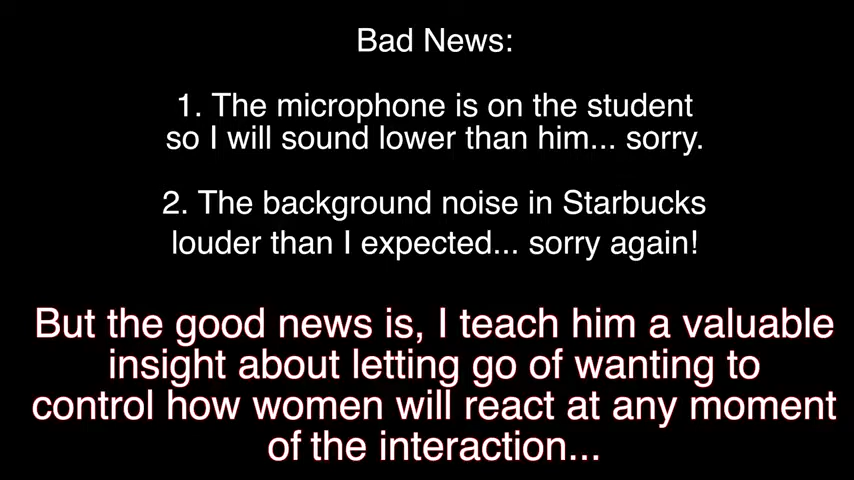 Bad News:
1. The microphone is on the student
so I will sound lower than him... sorry.
2. The background noise in Starbucks
louder than I expected... sorry again!
But the good news is, I teach him a valuable
insight about letting go of wanting to
control how women will react at any moment
of the interaction...